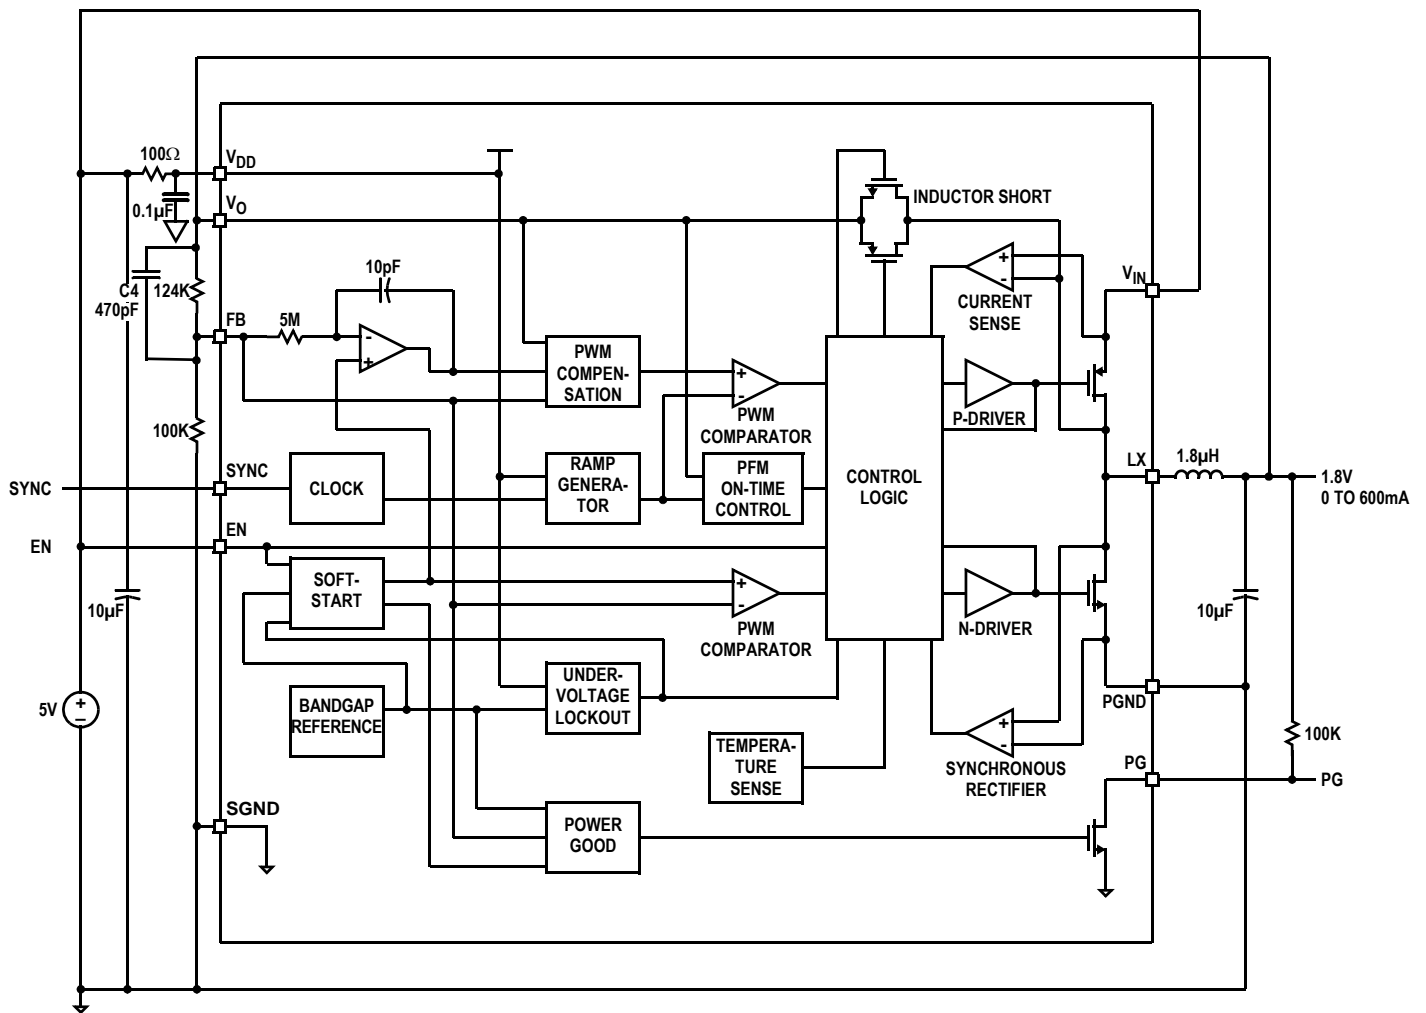 100Ω
VDD
0.1µF
VO
INDUCTOR SHORT
10pF
C4
470pF
124K
FB
5M
-
+
PWM
COMPEN-
SATION
+
-
PWM
COMPARATOR
+
-
CURRENT
SENSE
VIN
P-DRIVER
100K
SYNC
SYNC
CLOCK
RAMP
GENERA-
TOR
PFM
ON-TIME
CONTROL
CONTROL
LOGIC
LX
1.8µH
1.8V
0 TO 600mA
EN
EN
SOFT-
START
10µF
+
-
PWM
COMPARATOR
N-DRIVER
10µF
5V
+
–
BANDGAP
REFERENCE
UNDER-
VOLTAGE
LOCKOUT
TEMPERA-
TURE
SENSE
+
-
SYNCHRONOUS
RECTIFIER
PGND
100K
PG
PG
SGND
POWER
GOOD